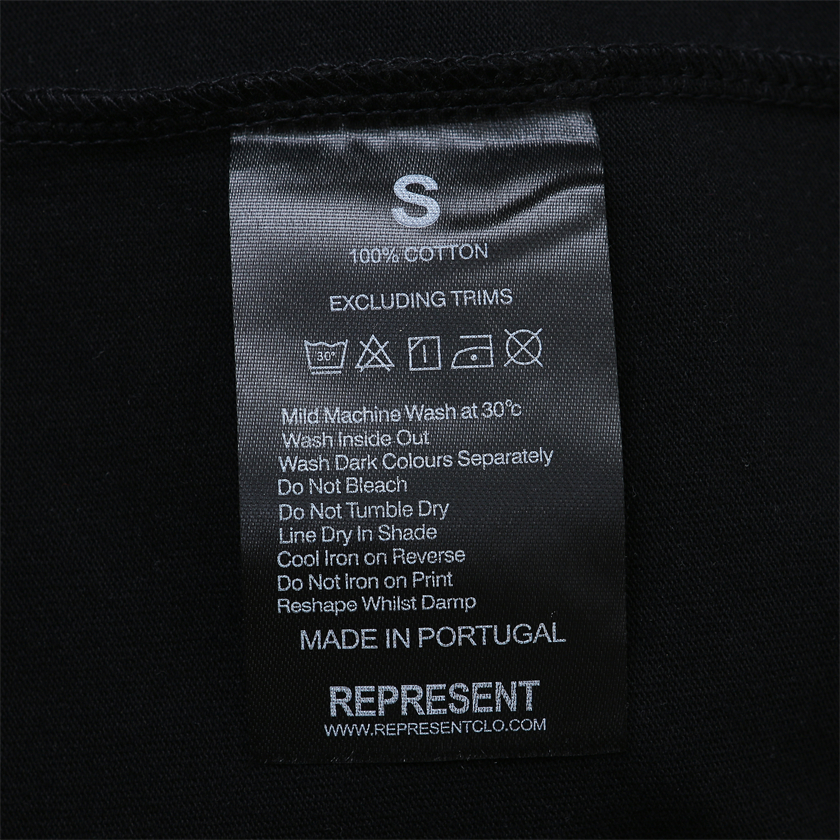 S
100% COTTON
EXCLUDING TRIMS
30°
Mild Machine Wash at 30°c
Wash Inside Out
Wash Dark Colours Separately
Do Not Bleach
Do Not Tumble Dry
Line Dry In Shade
Cool Iron on Reverse
Do Not Iron on Print
Reshape Whilst Damp
MADE IN PORTUGAL
REPRESENT
WWW.REPRESENTCLO.COM